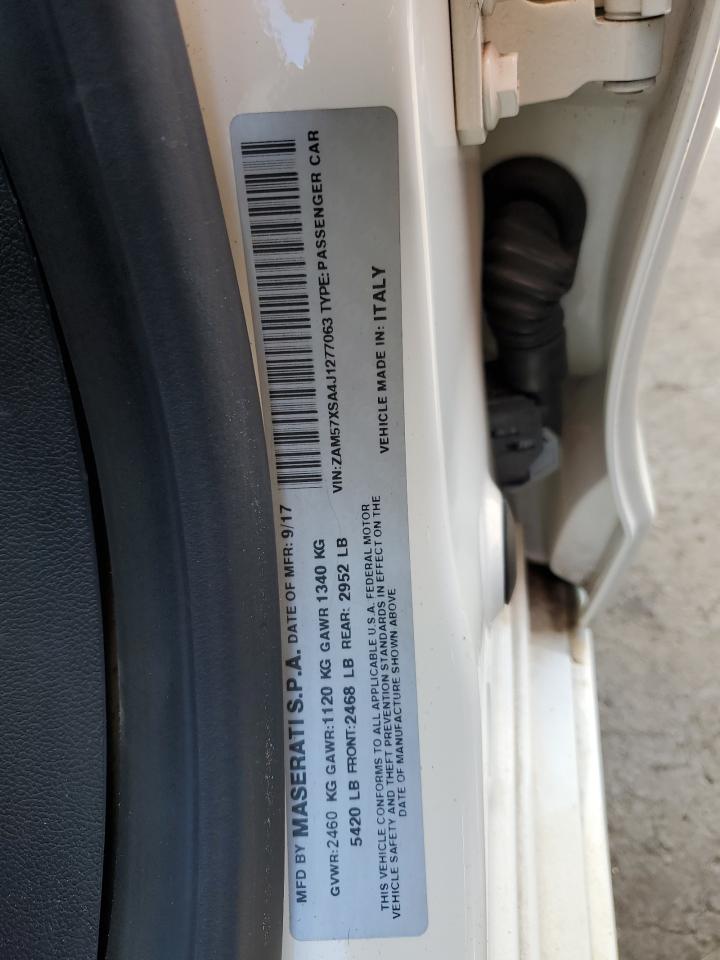 MFD BY MASERATI S.P.A. DATE OF MFR: 9/17
GVWR:2460 KG GAWR:1120 KG GAWR 1340 KG
5420 LB FRONT:2468 LB REAR: 2952 LB
VIN:ZAM57XSA4J1277063 TYPE:PASSENGER CAR
VEHICLE MADE IN: ITALY
THIS VEHICLE CONFORMS TO ALL APPLICABLE U.S.A. FEDERAL MOTOR
VEHICLE SAFETY AND THEFT PREVENTION STANDARDS IN EFFECT ON THE
DATE OF MANUFACTURE SHOWN ABOVE